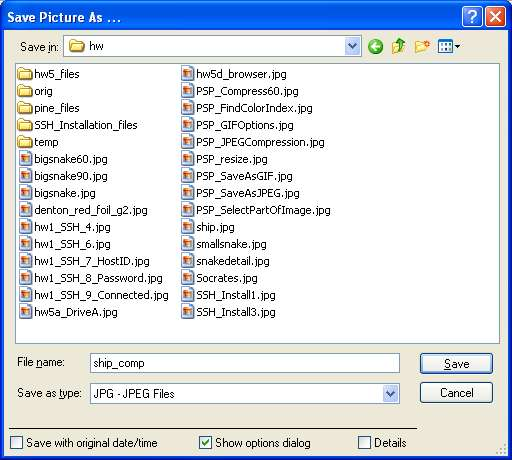 Save Picture As ...
Save in: hw
hw5_files
orig
pine_files
SSH_Installation_files
temp
bigsnake60.jpg
bigsnake90.jpg
bigsnake.jpg
denton_red_foil_g2.jpg
hw1_SSH_4.jpg
hw1_SSH_6.jpg
hw1_SSH_7_HostID.jpg
hw1_SSH_8_Password.jpg
hw1_SSH_9_Connected.jpg
hw5a_DriveA.jpg
hw5d_browser.jpg
PSP_Compress60.jpg
PSP_FindColorIndex.jpg
PSP_GIFOptions.jpg
PSP_JPEGCompression.jpg
PSP_resize.jpg
PSP_SaveAsGIF.jpg
PSP_SaveAsJPEG.jpg
PSP_SelectPartOfImage.jpg
ship.jpg
smallsnake.jpg
snakedetail.jpg
Socrates.jpg
SSH_Install1.jpg
SSH_Install3.jpg
File name: ship_comp Save
Save as type: JPG - JPEG Files Cancel
Save with original date/time Show options dialog Details